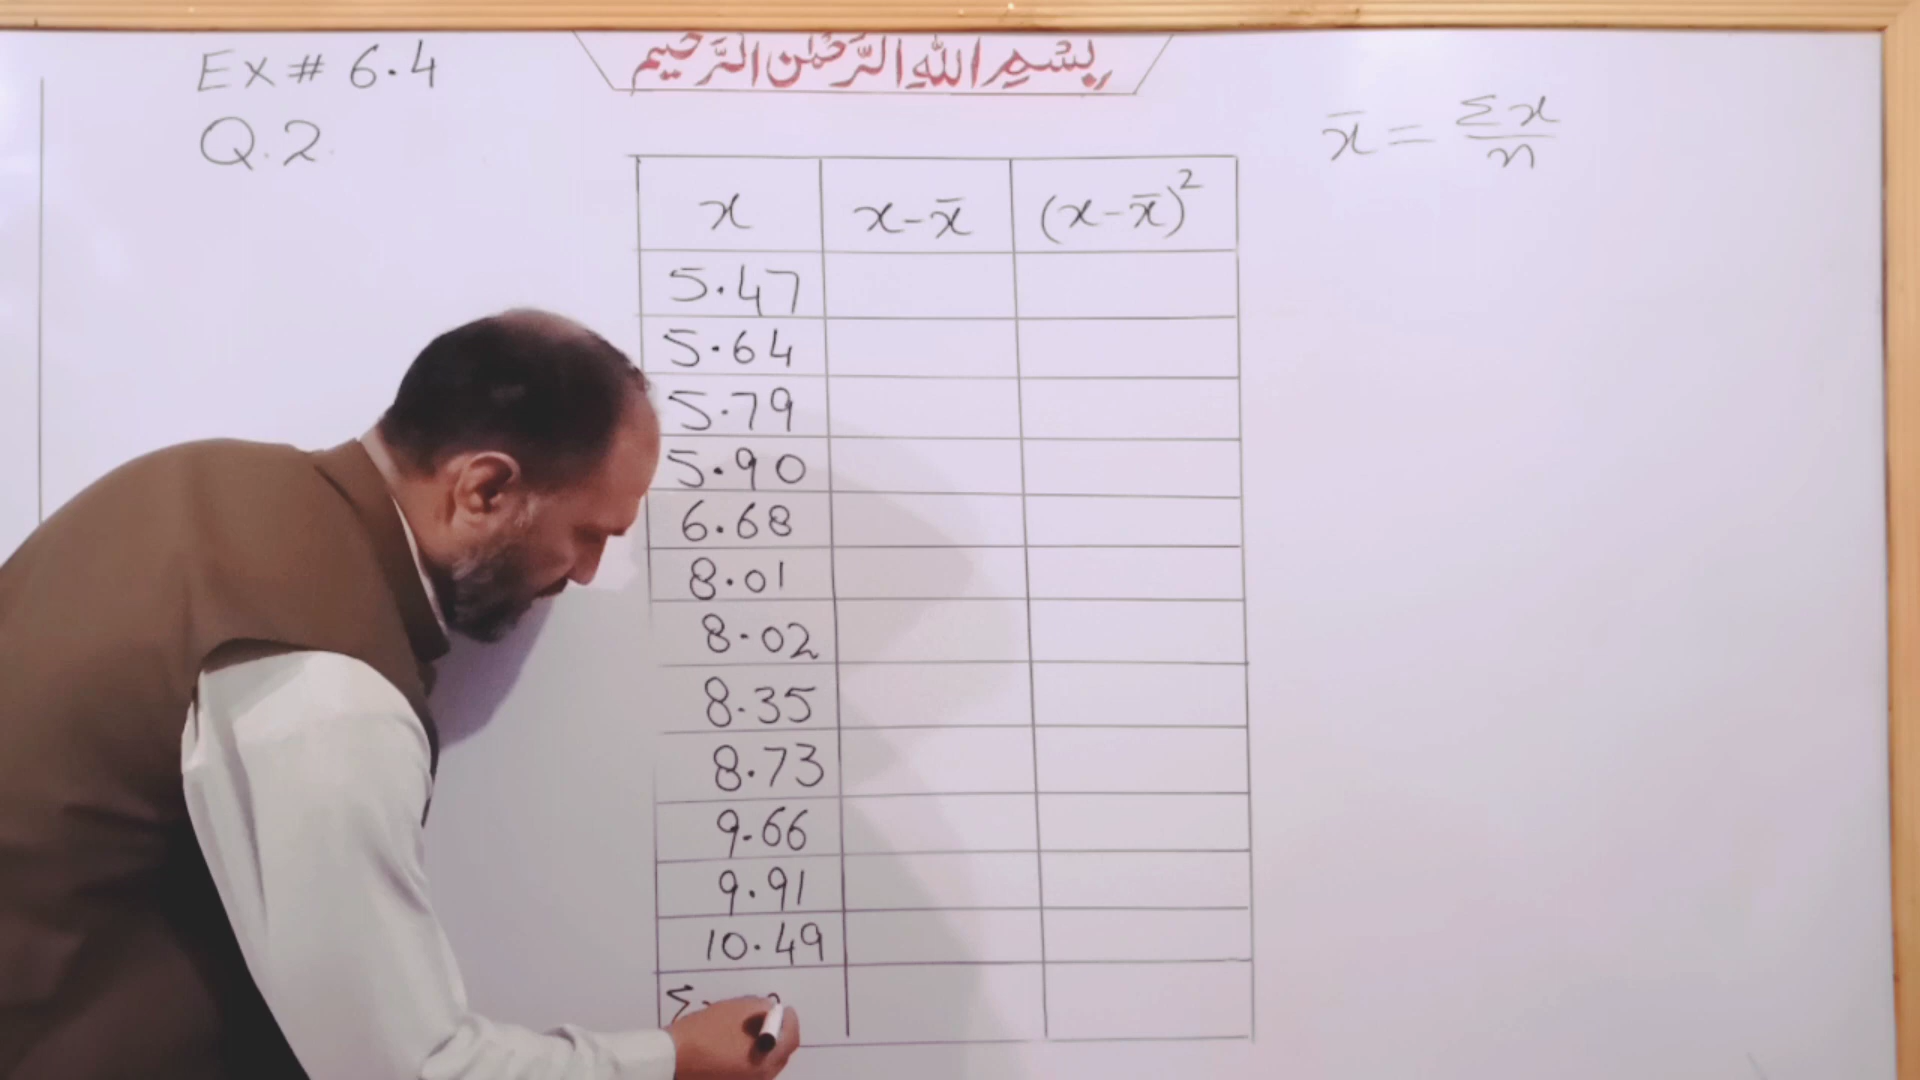 بِسْمِ اللهِ الرَّحْمٰنِ الرَّحِيْمِ
Ex # 6.4
Q.2
x̄ = Σx/n
x x-x̄ (x-x̄)²
5.47
5.64
5.79
5.90
6.68
8.01
8.02
8.35
8.73
9.66
9.91
10.49
Σ